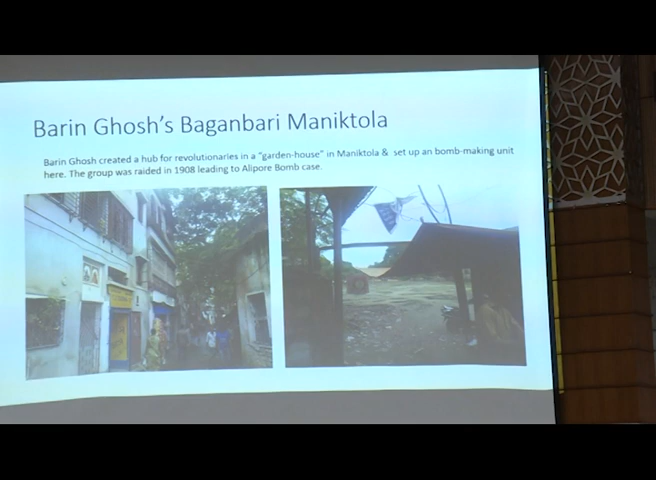 Barin Ghosh's Baganbari Maniktola
Barin Ghosh created a hub for revolutionaries in a "garden-house" in Maniktola & set up an bomb-making unit
here. The group was raided in 1908 leading to Alipore Bomb case.